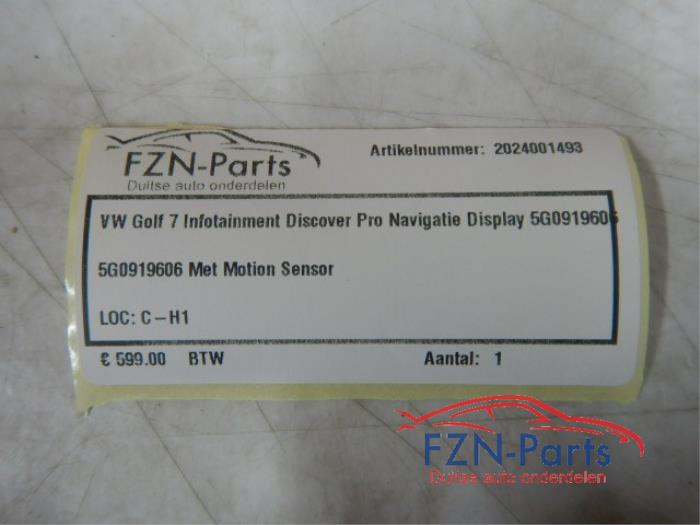 FZN-Parts
Duitse auto onderdelen
Artikelnummer: 2024001493
VW Golf 7 Infotainment Discover Pro Navigatie Display 5G0919606
5G0919606 Met Motion Sensor
LOC: C-H1
€ 599.00 BTW Aantal: 1
FZN-Parts
Duitse auto onderdelen